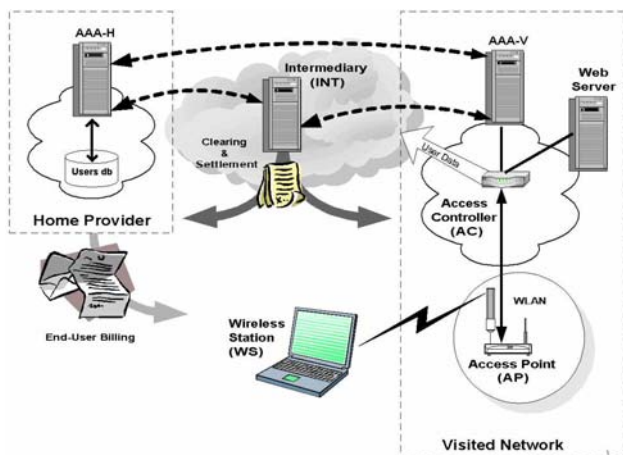 AAA-H
Users db
Home Provider
End-User Billing
Intermediary
(INT)
Clearing
&
Settlement
User Data
AAA-V
Web
Server
Access
Controller
(AC)
WLAN
Access Point
(AP)
Wireless
Station
(WS)
Visited Network